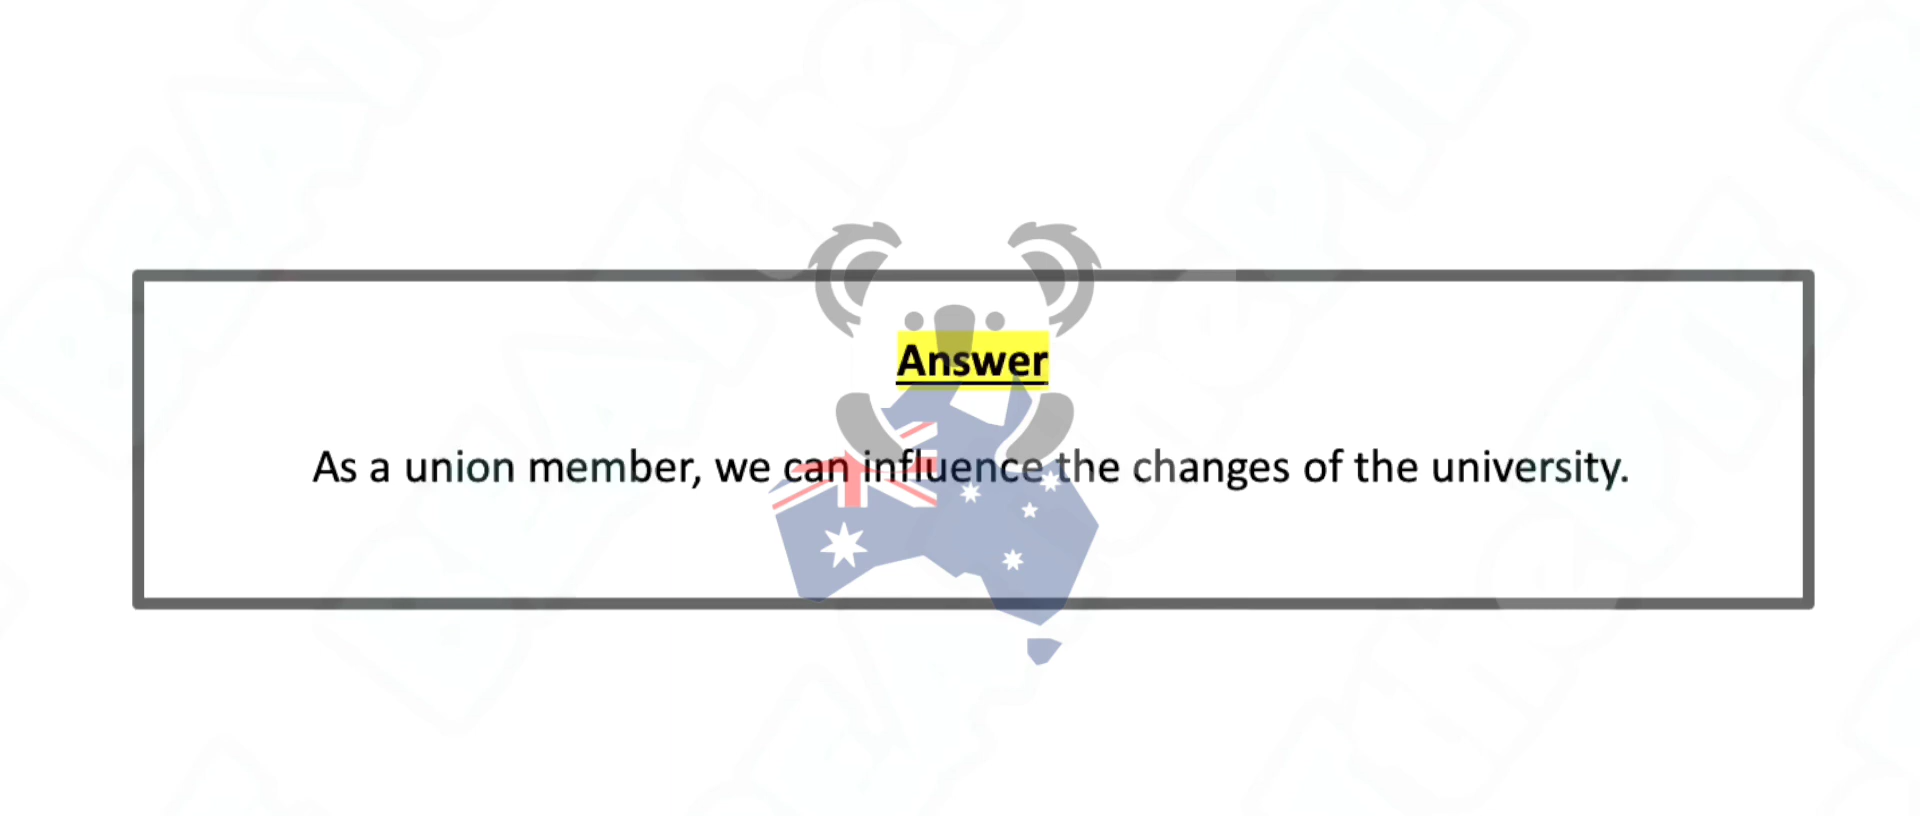 Answer
As a union member, we can influence the changes of the university.